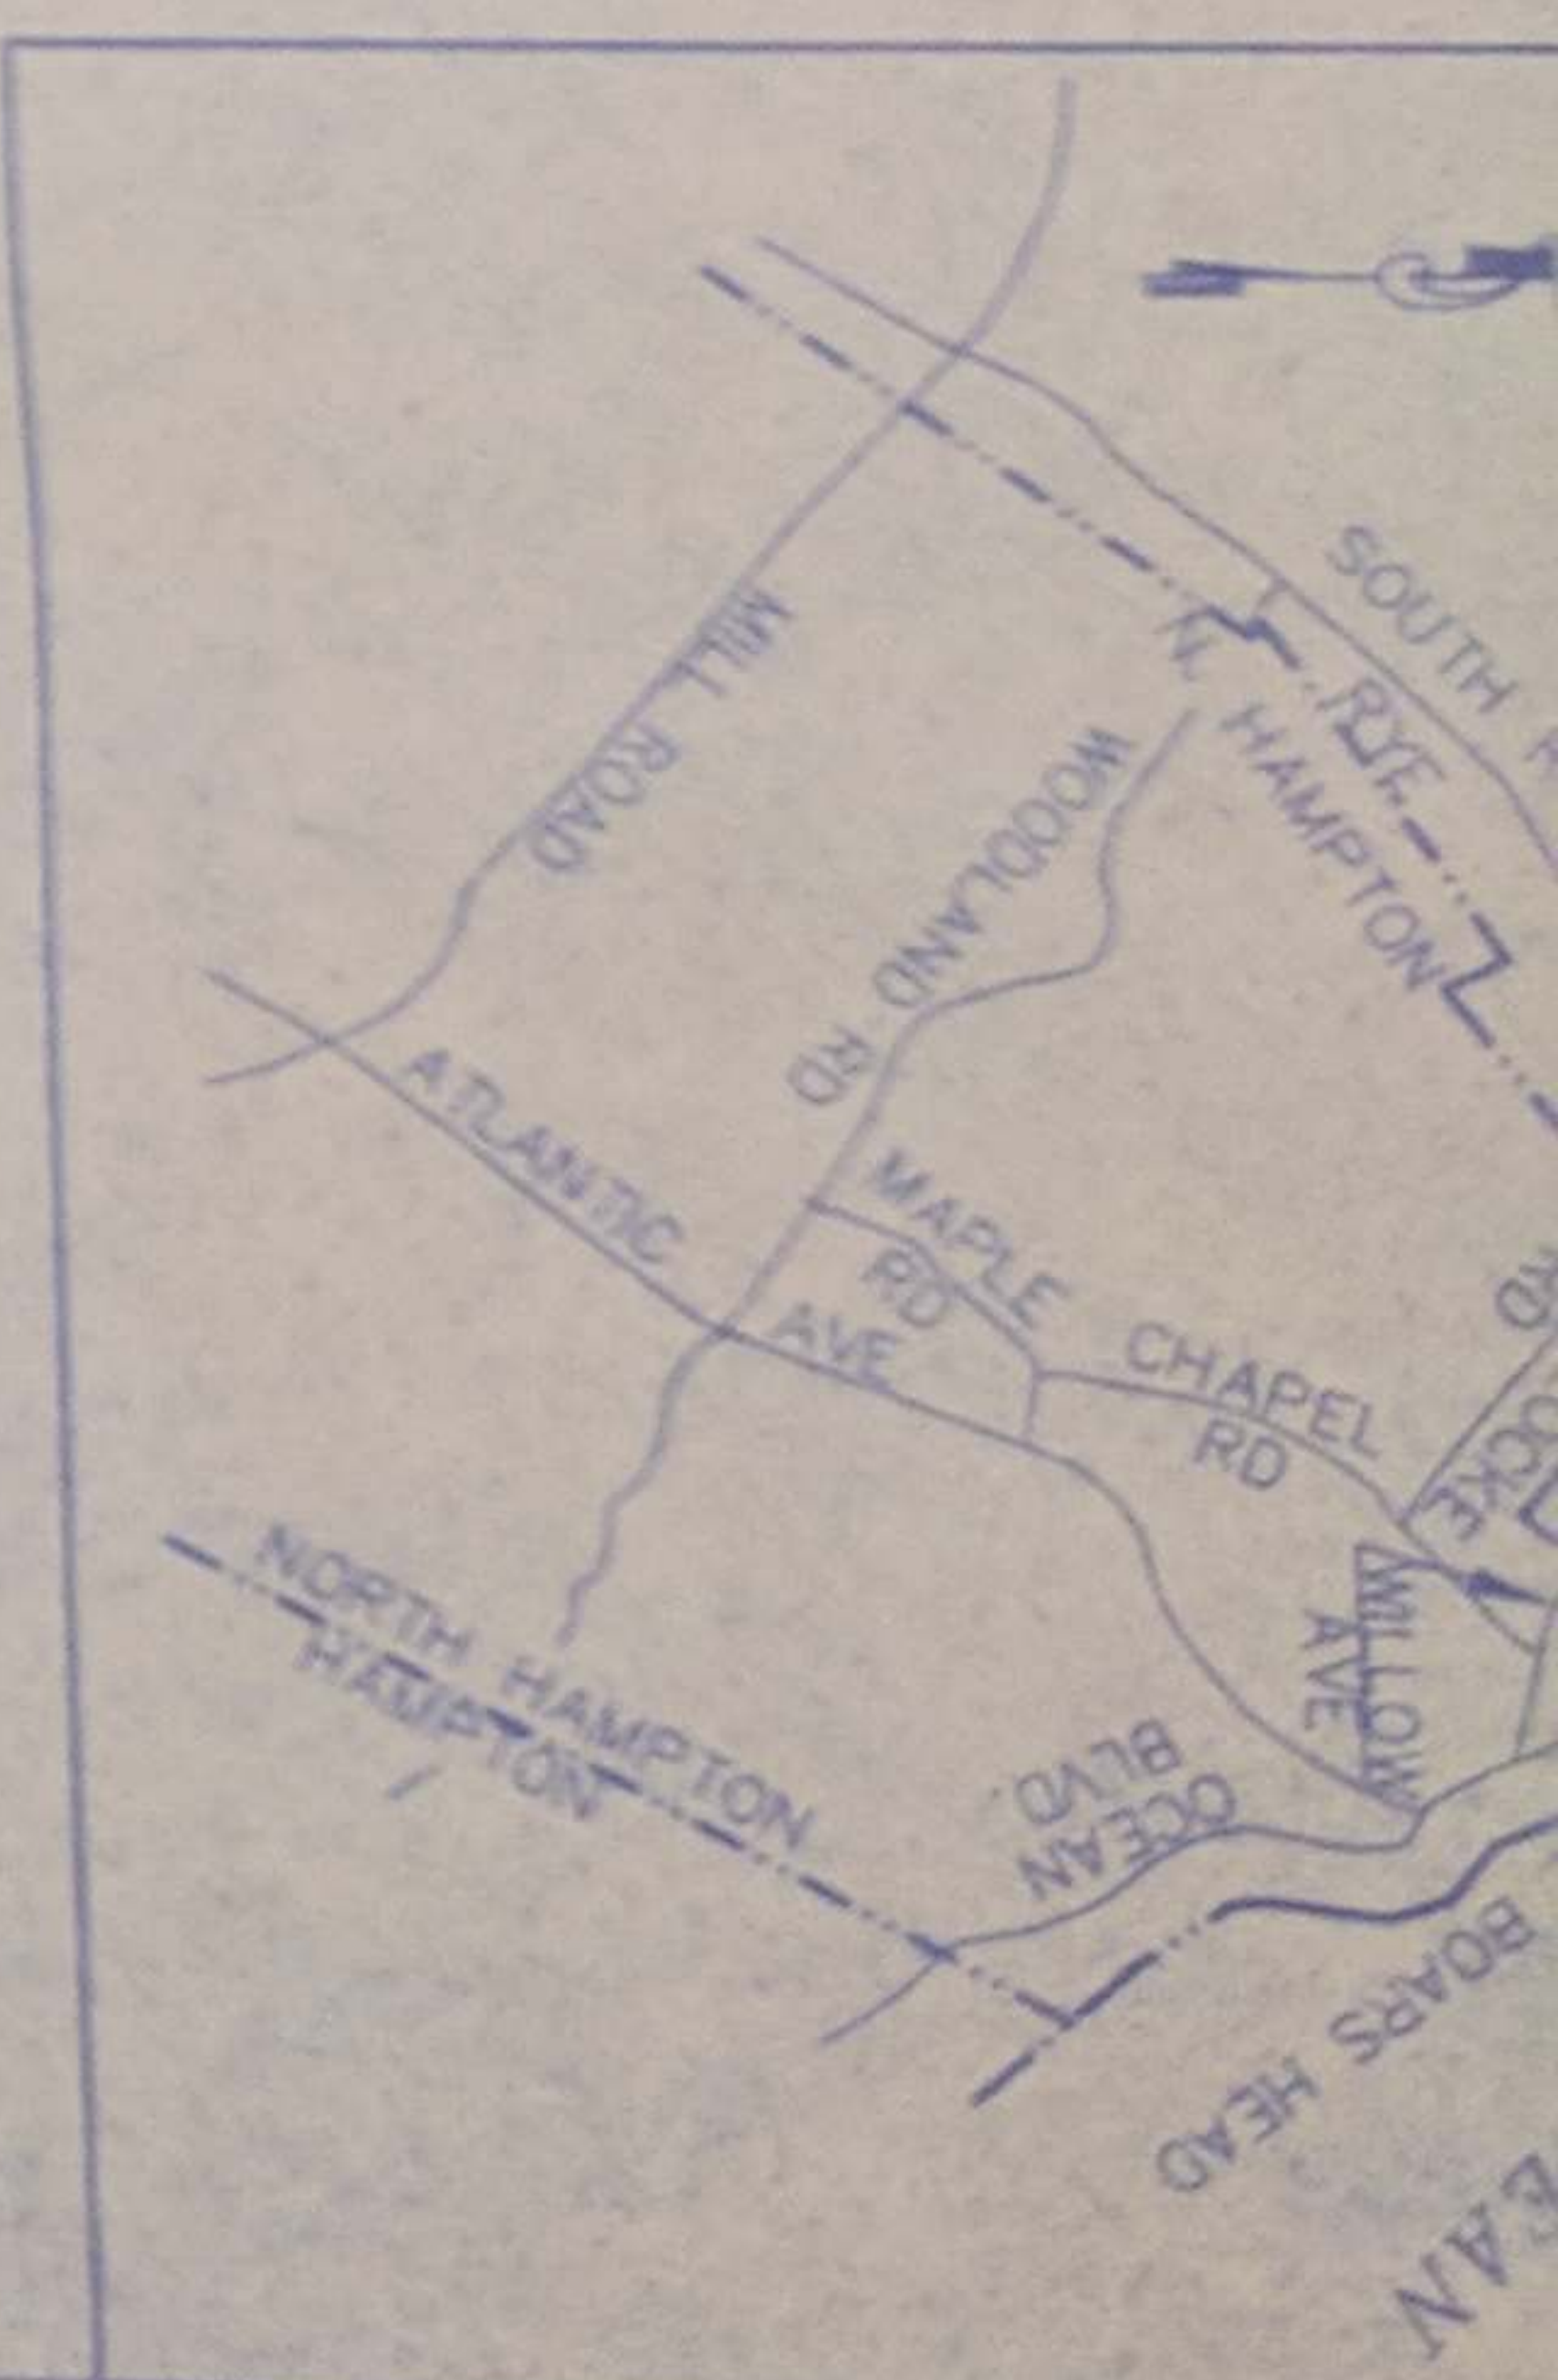 SOUTH
MILL ROAD
N. HAMPTON
RYE
WOODLAND RD
ATLANTIC AVE
MAPLE
RD
CHAPEL
RD
RD
OCKE
WILLOW
AVE
NORTH HAMPTON
HAMPTON
OCEAN
BLVD
BOARS HEAD
EAN